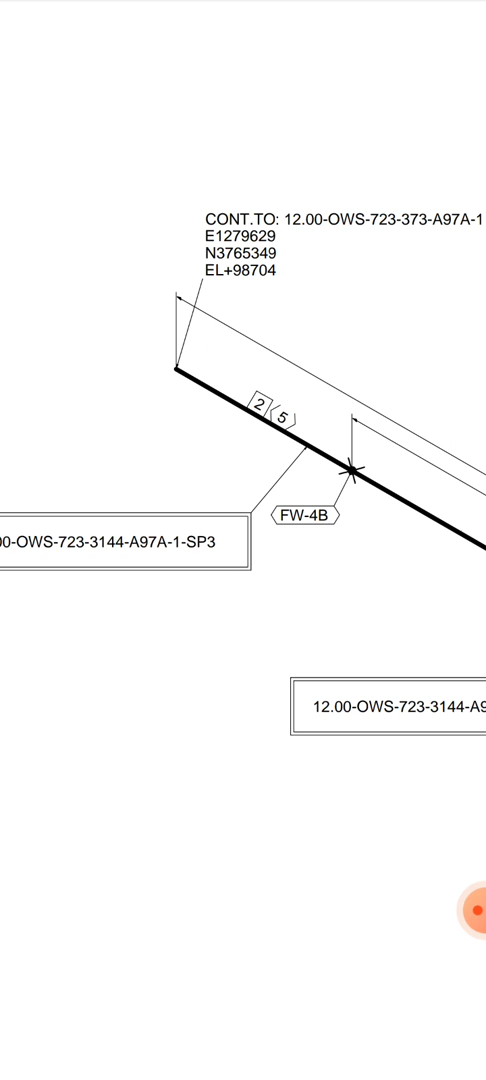 CONT.TO: 12.00-OWS-723-373-A97A-1
E1279629
N3765349
EL+98704
2 5
FW-4B
00-OWS-723-3144-A97A-1-SP3
12.00-OWS-723-3144-A9